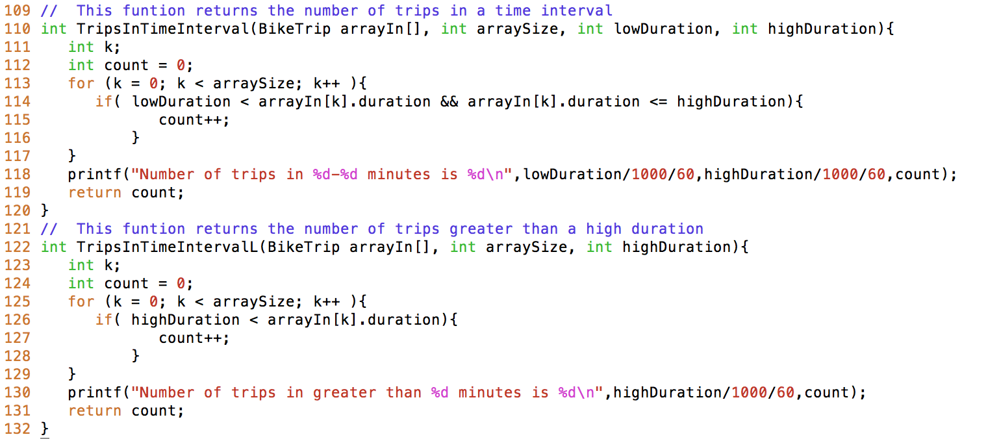 109 //  This funtion returns the number of trips in a time interval
110 int TripsInTimeInterval(BikeTrip arrayIn[], int arraySize, int lowDuration, int highDuration){
111    int k;
112    int count = 0;
113    for (k = 0; k < arraySize; k++ ){
114       if( lowDuration < arrayIn[k].duration && arrayIn[k].duration <= highDuration){
115              count++;
116           }
117    }
118    printf("Number of trips in %d-%d minutes is %d\n",lowDuration/1000/60,highDuration/1000/60,count);
119    return count;
120 }
121 //  This funtion returns the number of trips greater than a high duration
122 int TripsInTimeIntervalL(BikeTrip arrayIn[], int arraySize, int highDuration){
123    int k;
124    int count = 0;
125    for (k = 0; k < arraySize; k++ ){
126       if( highDuration < arrayIn[k].duration){
127              count++;
128           }
129    }
130    printf("Number of trips in greater than %d minutes is %d\n",highDuration/1000/60,count);
131    return count;
132 }